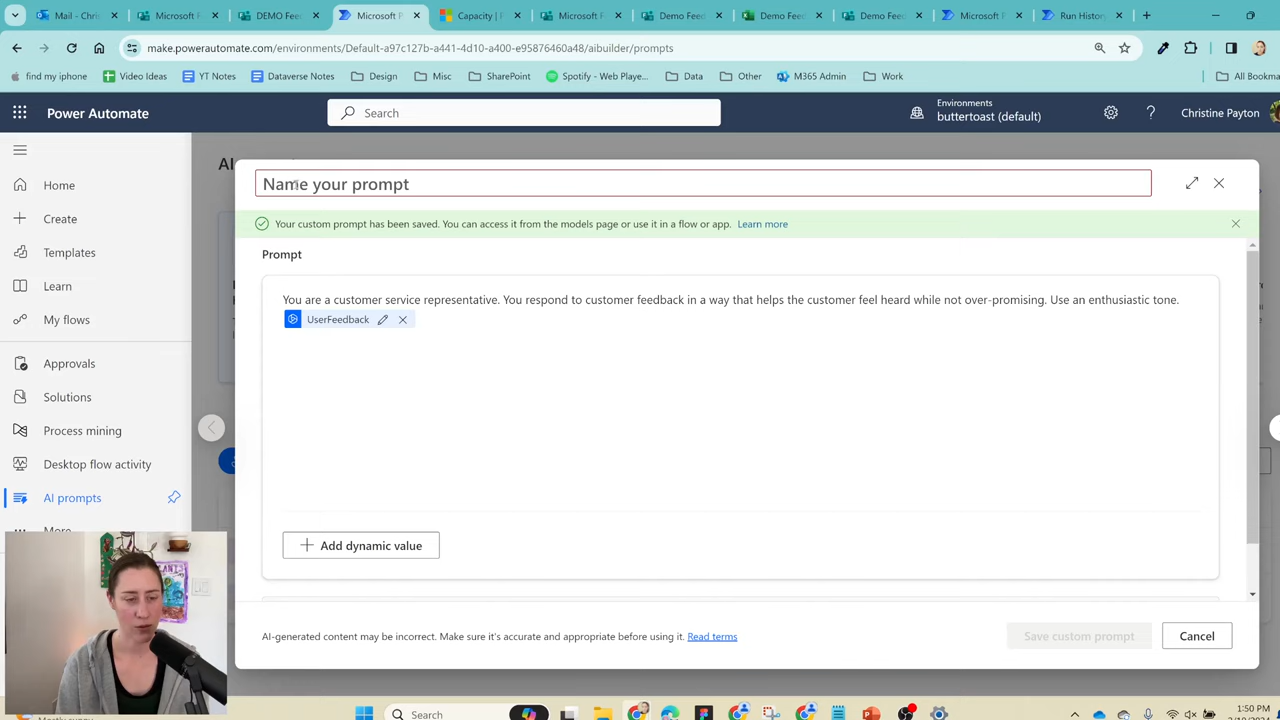 Mail - Chris
Microsoft F
DEMO Feed
Microsoft P
Capacity | P
Microsoft F
Demo Feed
Demo Feed
Demo Feed
Microsoft P
Run History
make.powerautomate.com/environments/Default-a97c127b-a441-4d10-a400-e95876460a48/aibuilder/prompts
find my iphone
Video Ideas
YT Notes
Dataverse Notes
Design
Misc
SharePoint
Spotify - Web Playe...
Data
Other
M365 Admin
Work
All Bookma
Power Automate
Search
Environments
buttertoast (default)
Christine Payton
Home
Create
Templates
Learn
My flows
Approvals
Solutions
Process mining
Desktop flow activity
AI prompts
More
AI
Name your prompt
Your custom prompt has been saved. You can access it from the models page or use it in a flow or app. Learn more
Prompt
You are a customer service representative. You respond to customer feedback in a way that helps the customer feel heard while not over-promising. Use an enthusiastic tone.
UserFeedback
Add dynamic value
AI-generated content may be incorrect. Make sure it's accurate and appropriate before using it. Read terms
Save custom prompt
Cancel
Mostly sunny
Search
1:50 PM